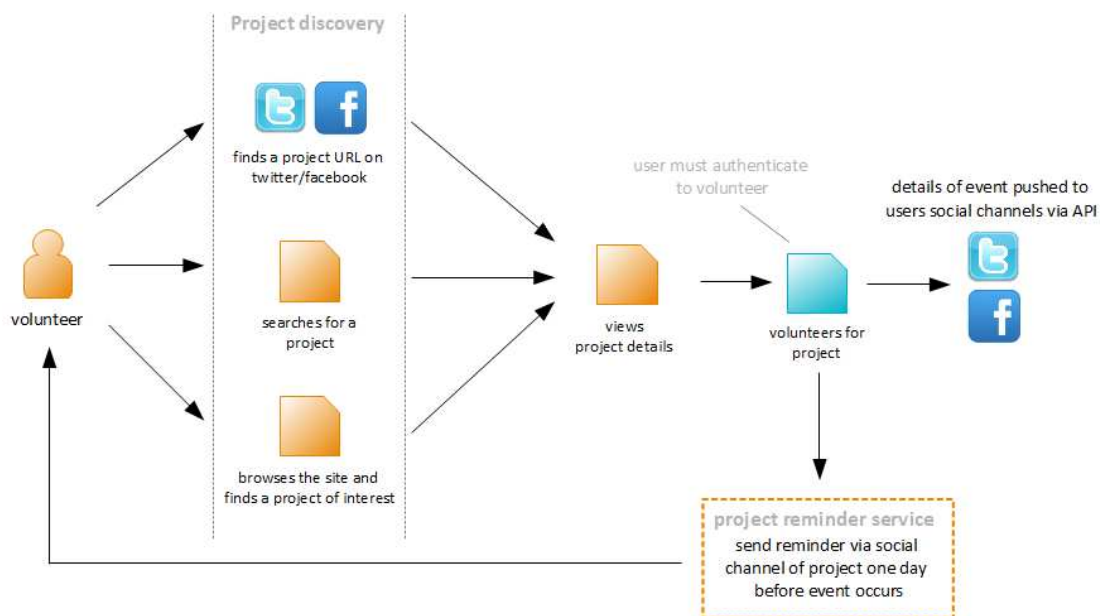 Project discovery
finds a project URL on
twitter/facebook
user must authenticate
to volunteer
details of event pushed to
users social channels via API
volunteer
searches for a
project
views
project details
volunteers for
project
browses the site and
finds a project of interest
project reminder service
send reminder via social
channel of project one day
before event occurs